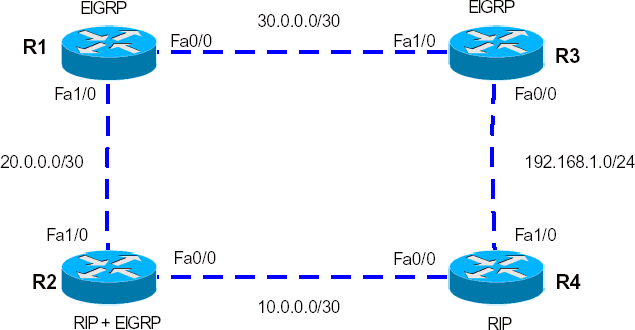 EIGRP
EIGRP
30.0.0.0/30
R1
Fa0/0
Fa1/0
R3
Fa1/0
Fa0/0
20.0.0.0/30
192.168.1.0/24
Fa1/0
Fa1/0
Fa0/0
Fa0/0
R2
R4
10.0.0.0/30
RIP + EIGRP
RIP